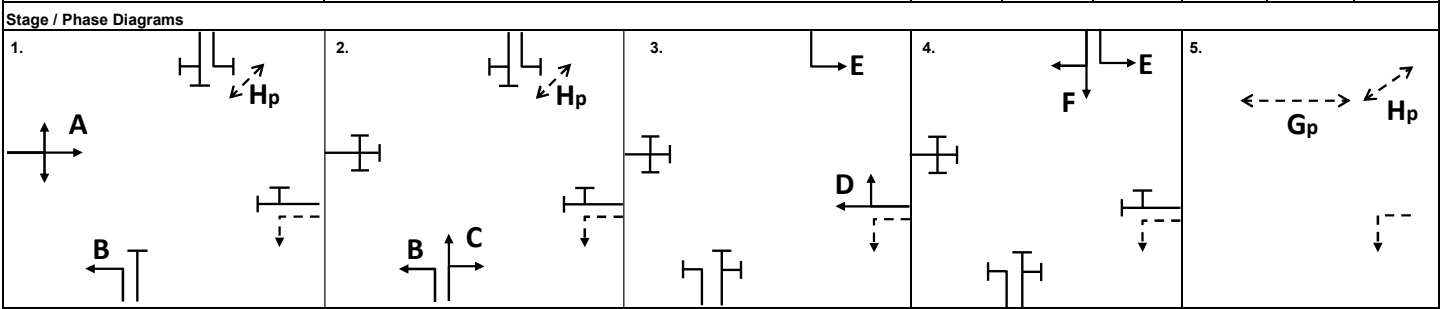 Stage / Phase Diagrams
1.
A
B
Hp
2.
B
C
Hp
3.
E
D
4.
E
F
5.
Gp
Hp